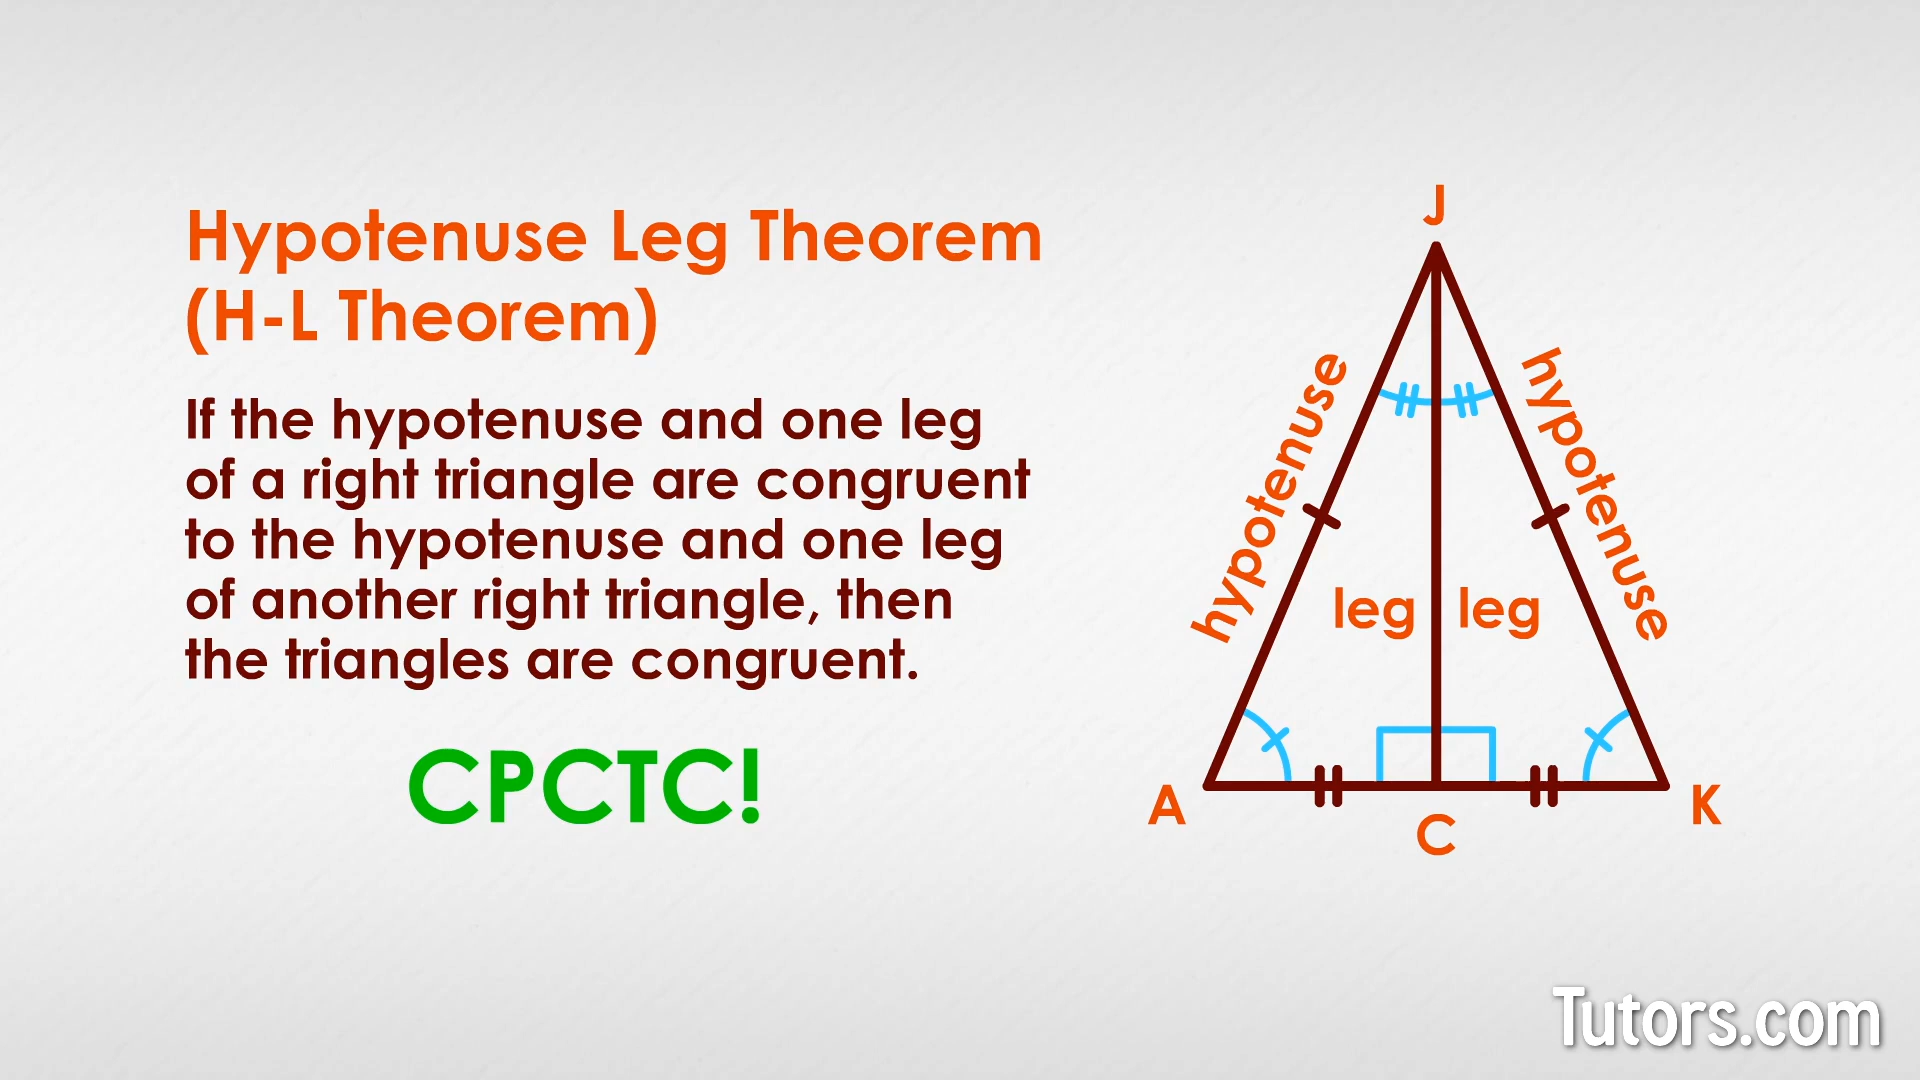 Hypotenuse Leg Theorem
(H-L Theorem)
If the hypotenuse and one leg
of a right triangle are congruent
to the hypotenuse and one leg
of another right triangle, then
the triangles are congruent.
CPCTC!
J
hypotenuse
hypotenuse
leg
leg
A
C
K
Tutors.com